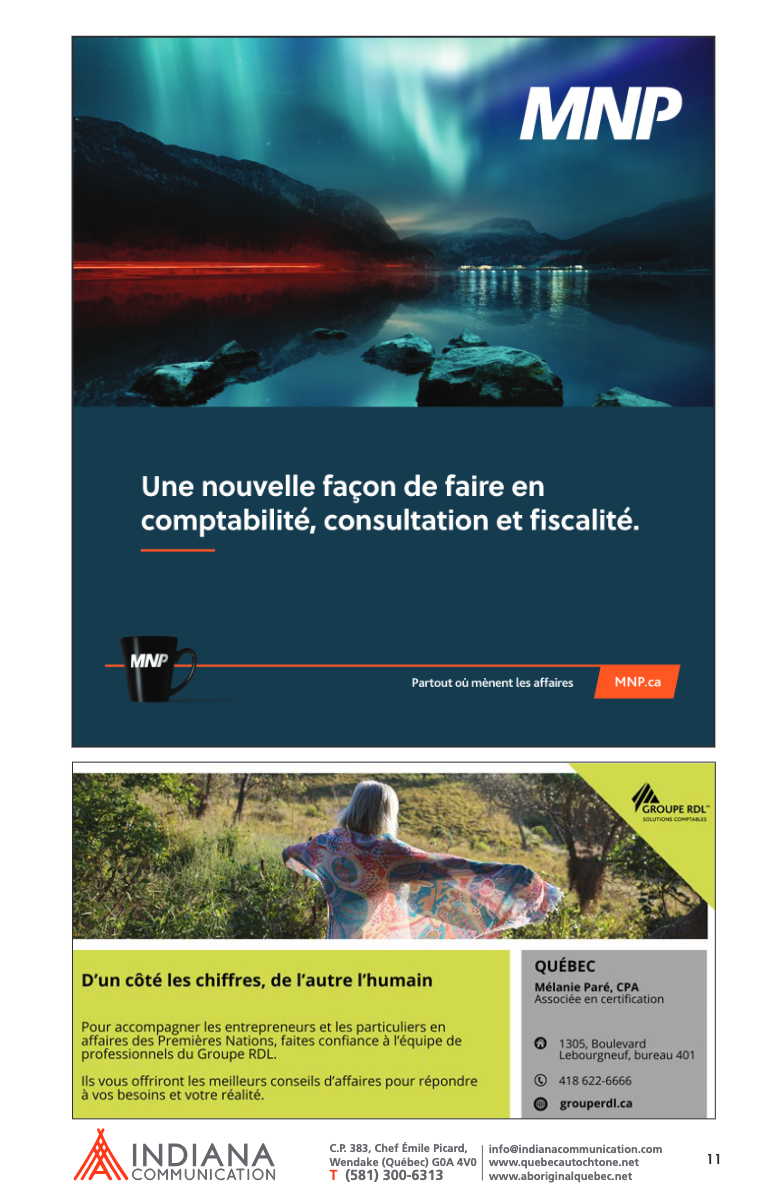 MNP
Une nouvelle façon de faire en
comptabilité, consultation et fiscalité.
MNP
Partout où mènent les affaires
MNP.ca
GROUPE RDL™
SOLUTIONS COMPTABLES
D’un côté les chiffres, de l’autre l’humain
Pour accompagner les entrepreneurs et les particuliers en
affaires des Premières Nations, faites confiance à l’équipe de
professionnels du Groupe RDL.
Ils vous offriront les meilleurs conseils d’affaires pour répondre
à vos besoins et votre réalité.
QUÉBEC
Mélanie Paré, CPA
Associée en certification
1305, Boulevard
Lebourgneuf, bureau 401
418 622-6666
grouperdl.ca
INDIANA
COMMUNICATION
C.P. 383, Chef Émile Picard,
Wendake (Québec) G0A 4V0
T (581) 300-6313
info@indianacommunication.com
www.quebecautochtone.net
www.aboriginalquebec.net
11